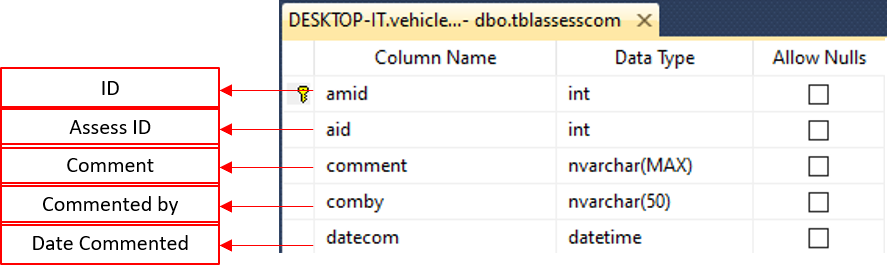 DESKTOP-IT.vehicle...- dbo.tblassesscom
Column Name Data Type Allow Nulls
ID amid int
Assess ID aid int
Comment comment nvarchar(MAX)
Commented by comby nvarchar(50)
Date Commented datecom datetime